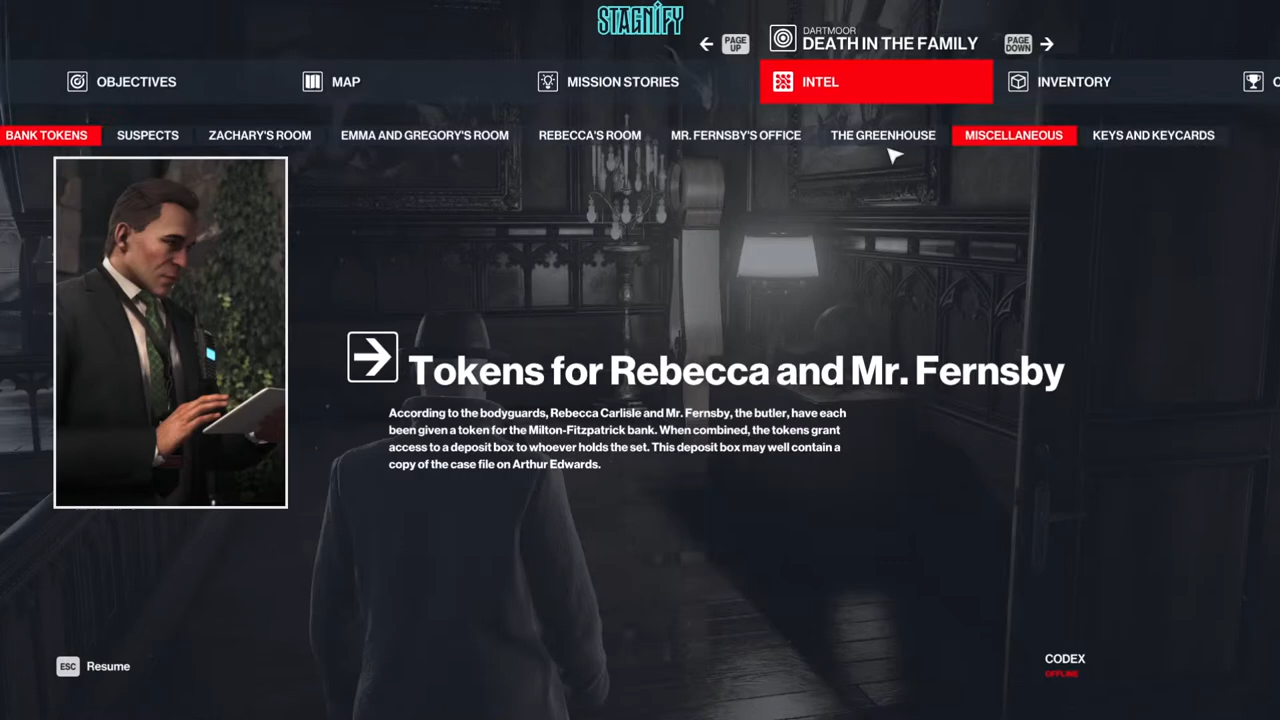 STAGNIFY
PAGE UP
DARTMOOR
DEATH IN THE FAMILY
PAGE DOWN
OBJECTIVES
MAP
MISSION STORIES
INTEL
INVENTORY
C
BANK TOKENS
SUSPECTS
ZACHARY'S ROOM
EMMA AND GREGORY'S ROOM
REBECCA'S ROOM
MR. FERNSBY'S OFFICE
THE GREENHOUSE
MISCELLANEOUS
KEYS AND KEYCARDS
Tokens for Rebecca and Mr. Fernsby
According to the bodyguards, Rebecca Carlisle and Mr. Fernsby, the butler, have each
been given a token for the Milton-Fitzpatrick bank. When combined, the tokens grant
access to a deposit box to whoever holds the set. This deposit box may well contain a
copy of the case file on Arthur Edwards.
ESC Resume
CODEX
OFFLINE